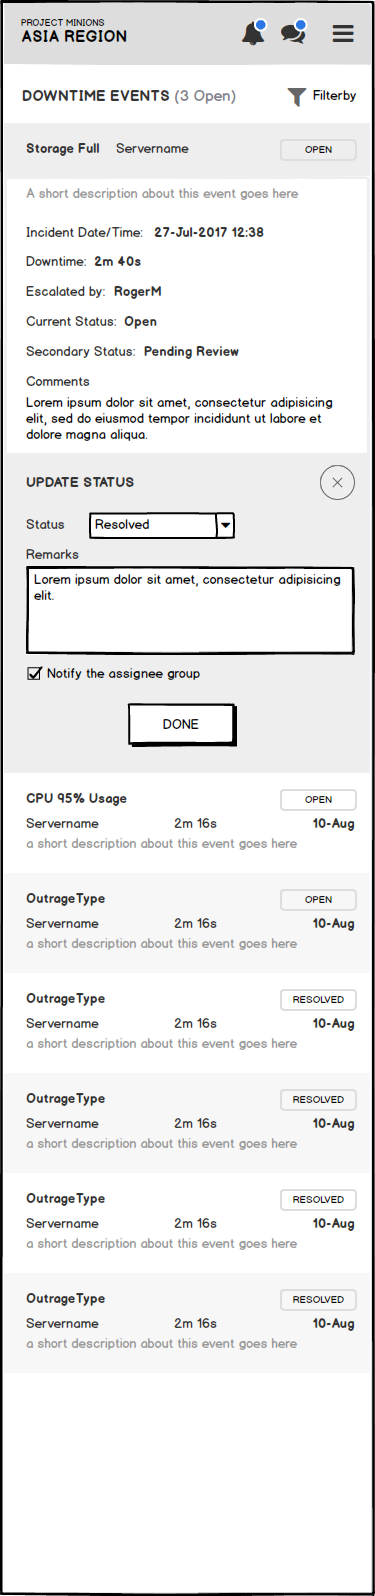 PROJECT MINIONS
ASIA REGION
DOWNTIME EVENTS (3 Open) Filterby
Storage Full Servername OPEN
A short description about this event goes here
Incident Date/Time: 27-Jul-2017 12:38
Downtime: 2m 40s
Escalated by: RogerM
Current Status: Open
Secondary Status: Pending Review
Comments
Lorem ipsum dolor sit amet, consectetur adipisicing
elit, sed do eiusmod tempor incididunt ut labore et
dolore magna aliqua.
UPDATE STATUS
Status Resolved
Remarks
Lorem ipsum dolor sit amet, consectetur adipisicing
elit.
Notify the assignee group
DONE
CPU 95% Usage OPEN
Servername 2m 16s 10-Aug
a short description about this event goes here
OutrageType OPEN
Servername 2m 16s 10-Aug
a short description about this event goes here
OutrageType RESOLVED
Servername 2m 16s 10-Aug
a short description about this event goes here
OutrageType RESOLVED
Servername 2m 16s 10-Aug
a short description about this event goes here
OutrageType RESOLVED
Servername 2m 16s 10-Aug
a short description about this event goes here
OutrageType RESOLVED
Servername 2m 16s 10-Aug
a short description about this event goes here